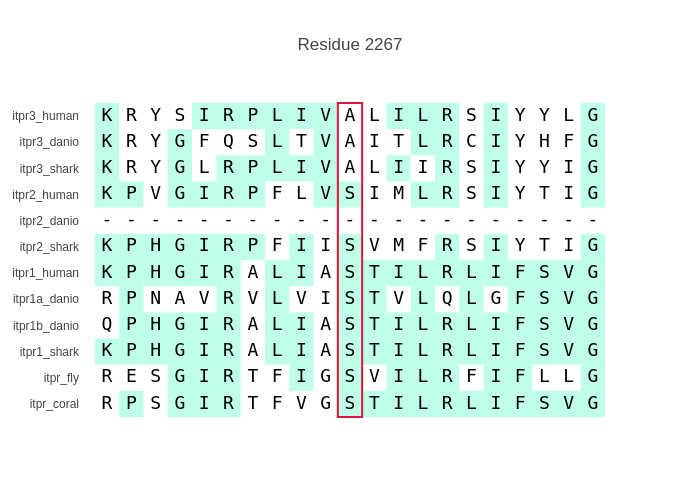 Residue 2267
itpr3_human K R Y S I R P L I V A L I L R S I Y Y L G
itpr3_danio K R Y G F Q S L T V A I T L R C I Y H F G
itpr3_shark K R Y G L R P L I V A L I I R S I Y Y I G
itpr2_human K P V G I R P F L V S I M L R S I Y T I G
itpr2_danio - - - - - - - - - - - - - - - - - - - - -
itpr2_shark K P H G I R P F I I S V M F R S I Y T I G
itpr1_human K P H G I R A L I A S T I L R L I F S V G
itpr1a_danio R P N A V R V L V I S T V L Q L G F S V G
itpr1b_danio Q P H G I R A L I A S T I L R L I F S V G
itpr1_shark K P H G I R A L I A S T I L R L I F S V G
itpr_fly R E S G I R T F I G S V I L R F I F L L G
itpr_coral R P S G I R T F V G S T I L R L I F S V G